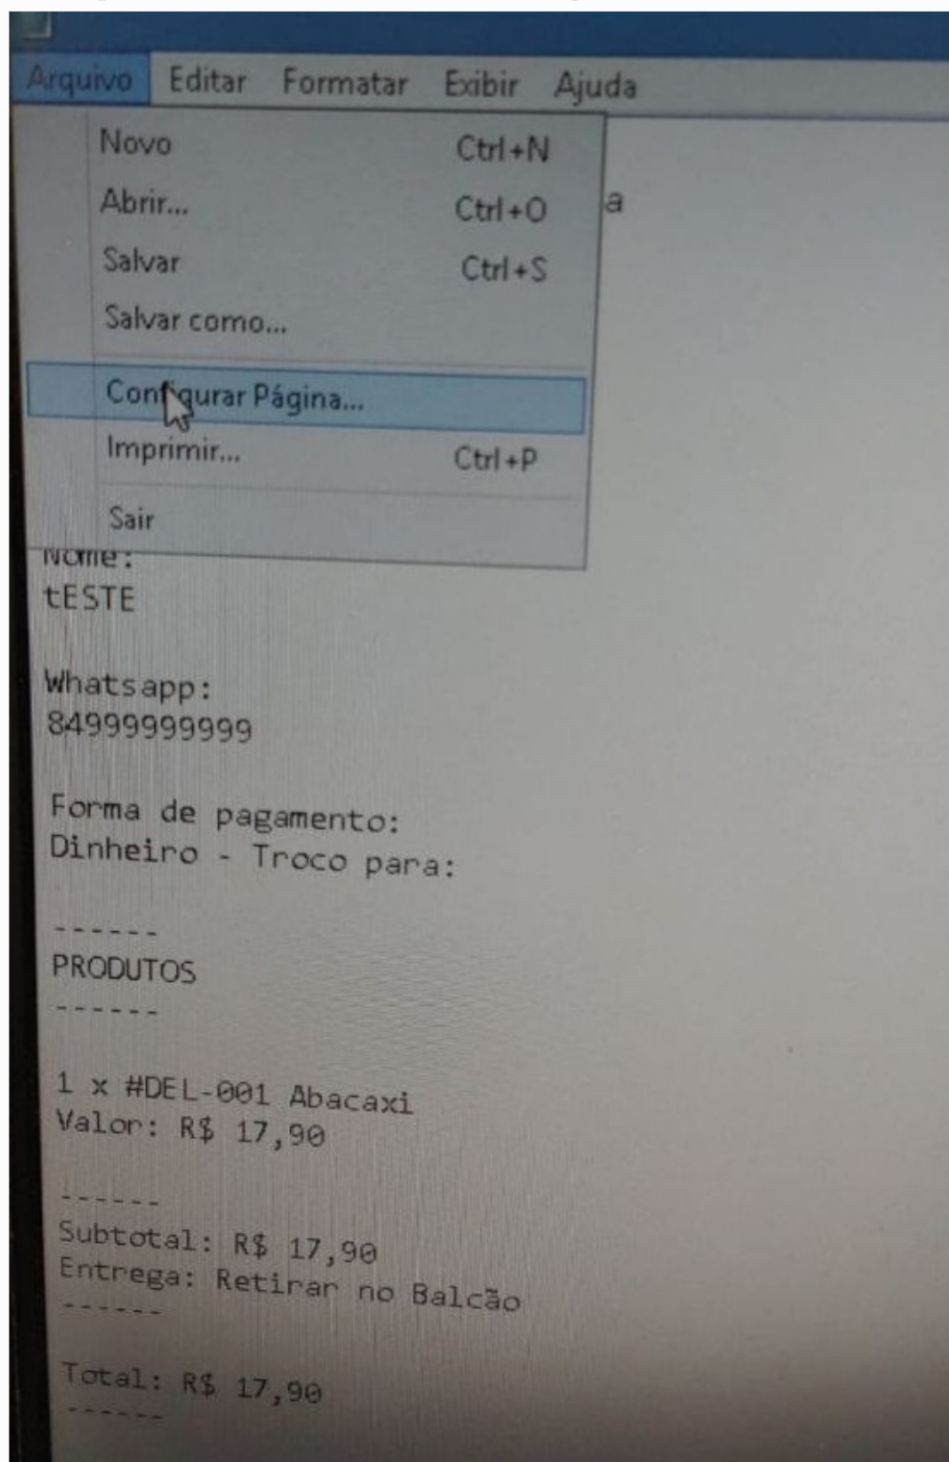 Arquivo Editar Formatar Exibir Ajuda
Novo Ctrl+N
Abrir... Ctrl+O
a
Salvar Ctrl+S
Salvar como...
Configurar Página...
Imprimir... Ctrl+P
Sair
Nome:
tESTE
Whatsapp:
84999999999
Forma de pagamento:
Dinheiro - Troco para:
------
PRODUTOS
------
1 x #DEL-001 Abacaxi
Valor: R$ 17,90
------
Subtotal: R$ 17,90
Entrega: Retirar no Balcão
------
Total: R$ 17,90
------